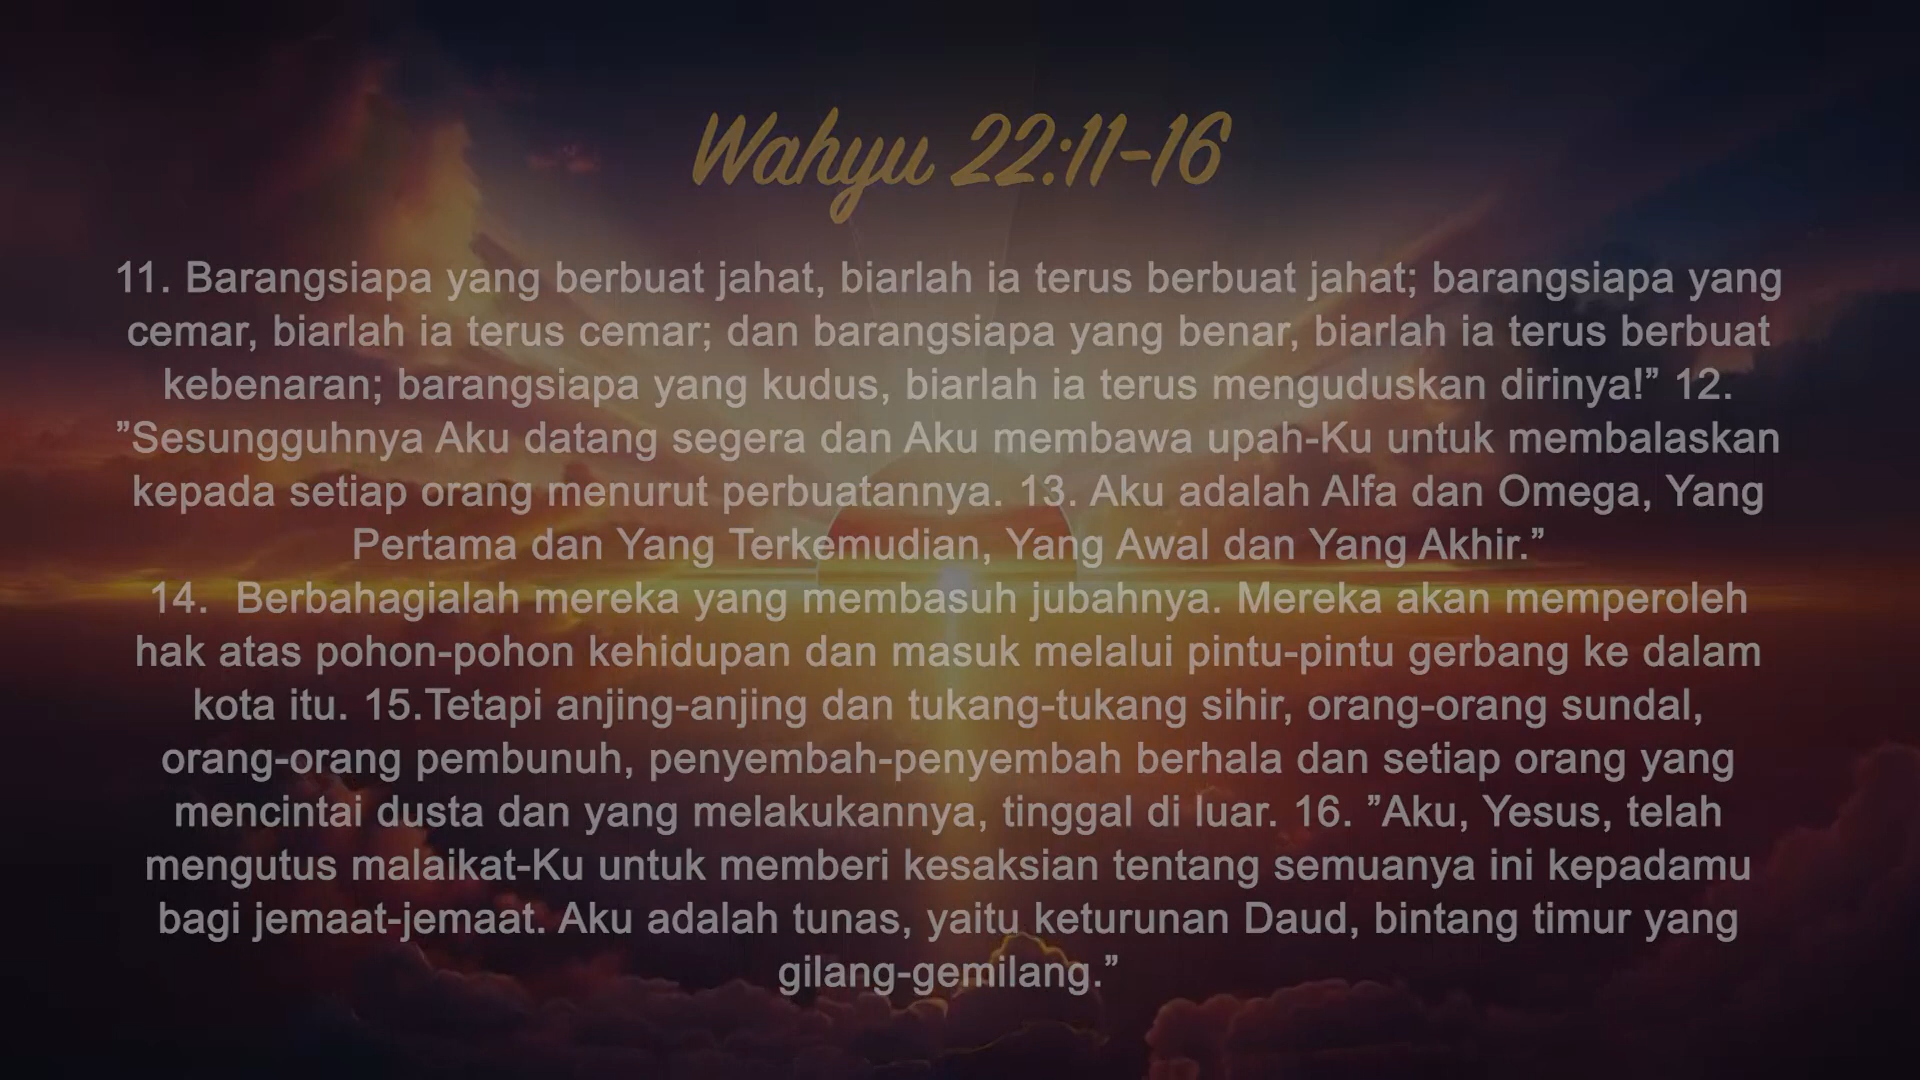 Wahyu 22:11-16
11. Barangsiapa yang berbuat jahat, biarlah ia terus berbuat jahat; barangsiapa yang
cemar, biarlah ia terus cemar; dan barangsiapa yang benar, biarlah ia terus berbuat
kebenaran; barangsiapa yang kudus, biarlah ia terus menguduskan dirinya!” 12.
”Sesungguhnya Aku datang segera dan Aku membawa upah-Ku untuk membalaskan
kepada setiap orang menurut perbuatannya. 13. Aku adalah Alfa dan Omega, Yang
Pertama dan Yang Terkemudian, Yang Awal dan Yang Akhir.”
14.  Berbahagialah mereka yang membasuh jubahnya. Mereka akan memperoleh
hak atas pohon-pohon kehidupan dan masuk melalui pintu-pintu gerbang ke dalam
kota itu. 15.Tetapi anjing-anjing dan tukang-tukang sihir, orang-orang sundal,
orang-orang pembunuh, penyembah-penyembah berhala dan setiap orang yang
mencintai dusta dan yang melakukannya, tinggal di luar. 16. ”Aku, Yesus, telah
mengutus malaikat-Ku untuk memberi kesaksian tentang semuanya ini kepadamu
bagi jemaat-jemaat. Aku adalah tunas, yaitu keturunan Daud, bintang timur yang
gilang-gemilang.”